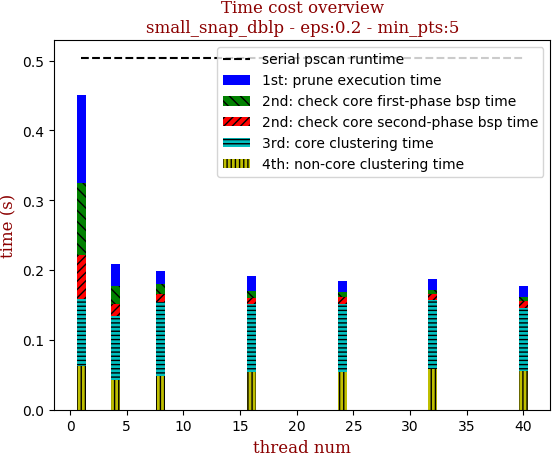 Time cost overview
small_snap_dblp - eps:0.2 - min_pts:5
serial pscan runtime
1st: prune execution time
2nd: check core first-phase bsp time
2nd: check core second-phase bsp time
3rd: core clustering time
4th: non-core clustering time
time (s)
0.5
0.4
0.3
0.2
0.1
0.0
0 5 10 15 20 25 30 35 40
thread num